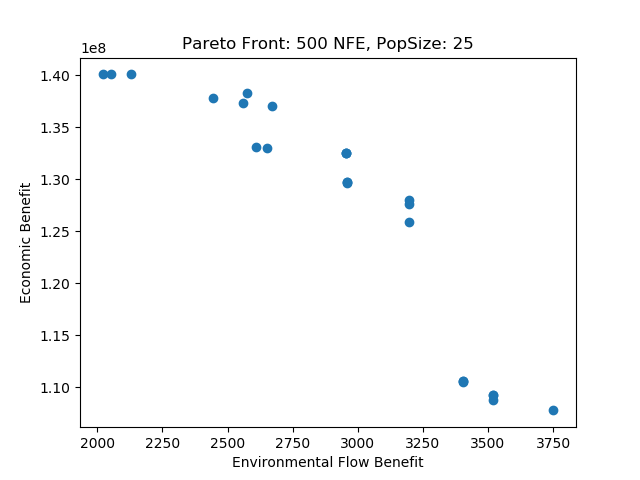 Pareto Front: 500 NFE, PopSize: 25
1e8
1.40
1.35
1.30
1.25
1.20
1.15
1.10
Economic Benefit
2000 2250 2500 2750 3000 3250 3500 3750
Environmental Flow Benefit